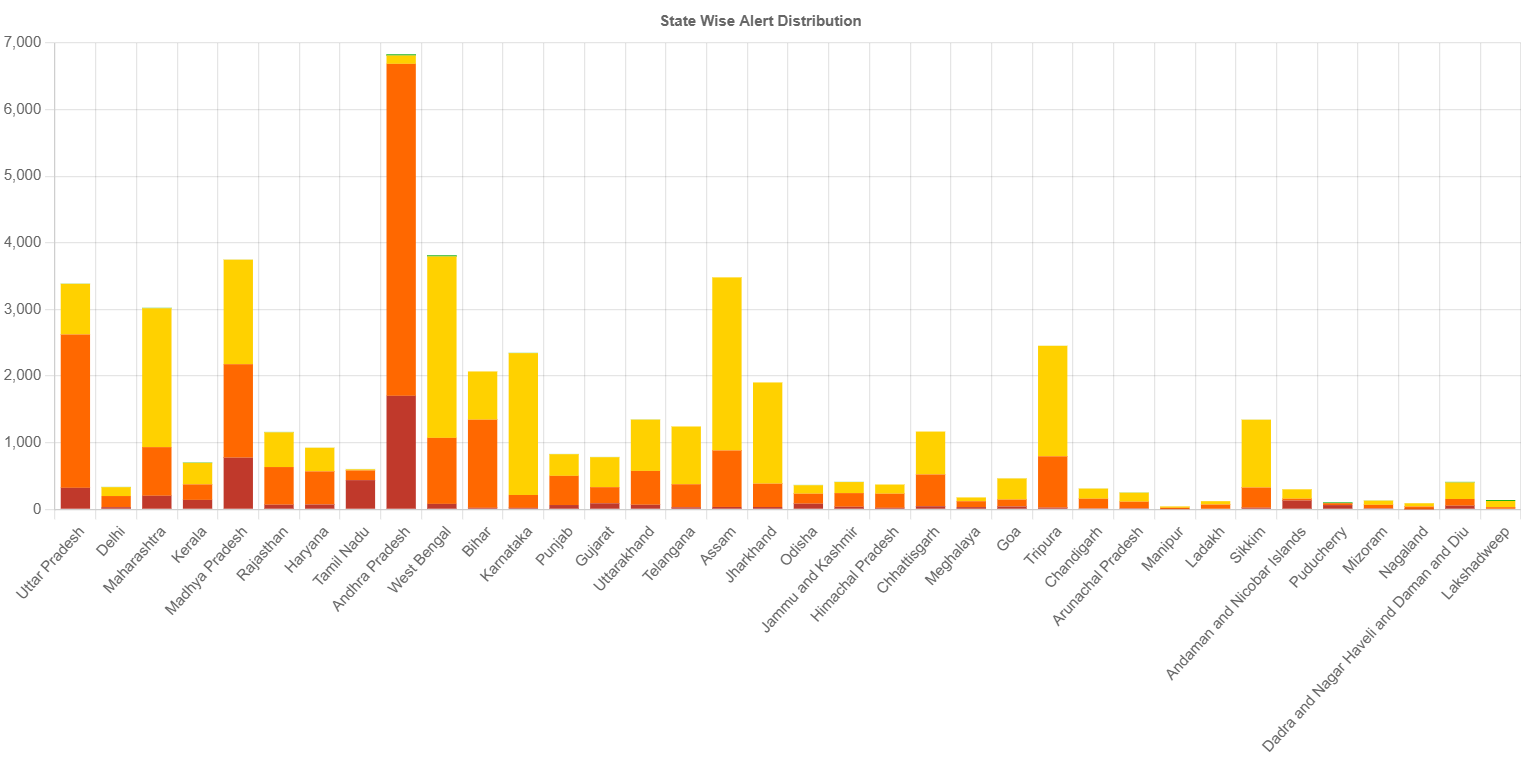 State Wise Alert Distribution
7,000
6,000
5,000
4,000
3,000
2,000
1,000
0
Uttar Pradesh
Delhi
Maharashtra
Kerala
Madhya Pradesh
Rajasthan
Haryana
Tamil Nadu
Andhra Pradesh
West Bengal
Bihar
Karnataka
Punjab
Gujarat
Uttarakhand
Telangana
Assam
Jharkhand
Odisha
Jammu and Kashmir
Himachal Pradesh
Chhattisgarh
Meghalaya
Goa
Tripura
Chandigarh
Arunachal Pradesh
Manipur
Ladakh
Sikkim
Andaman and Nicobar Islands
Puducherry
Mizoram
Nagaland
Dadra and Nagar Haveli and Daman and Diu
Lakshadweep